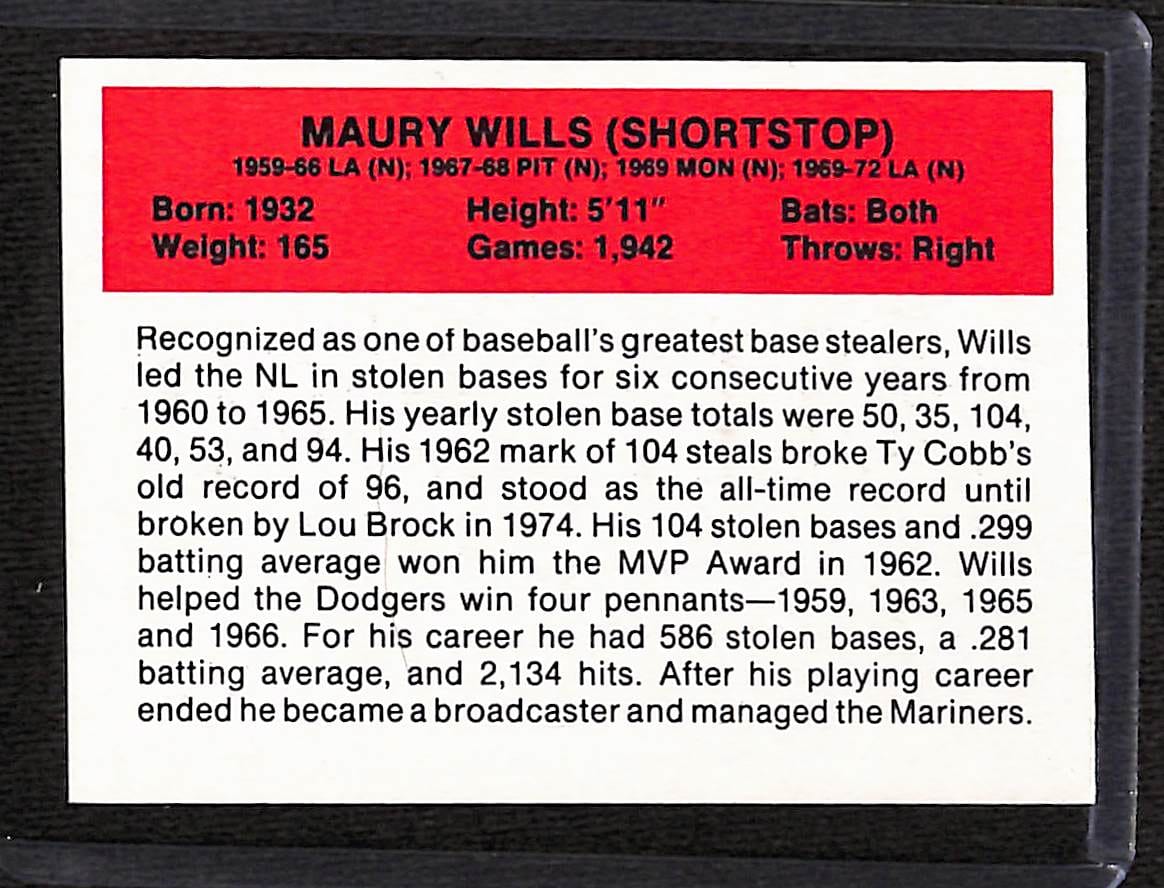 MAURY WILLS (SHORTSTOP)
1959-66 LA (N); 1967-68 PIT (N); 1969 MON (N); 1969-72 LA (N)
Born: 1932 Height: 5'11" Bats: Both
Weight: 165 Games: 1,942 Throws: Right
Recognized as one of baseball's greatest base stealers, Wills
led the NL in stolen bases for six consecutive years from
1960 to 1965. His yearly stolen base totals were 50, 35, 104,
40, 53, and 94. His 1962 mark of 104 steals broke Ty Cobb's
old record of 96, and stood as the all-time record until
broken by Lou Brock in 1974. His 104 stolen bases and .299
batting average won him the MVP Award in 1962. Wills
helped the Dodgers win four pennants—1959, 1963, 1965
and 1966. For his career he had 586 stolen bases, a .281
batting average, and 2,134 hits. After his playing career
ended he became a broadcaster and managed the Mariners.